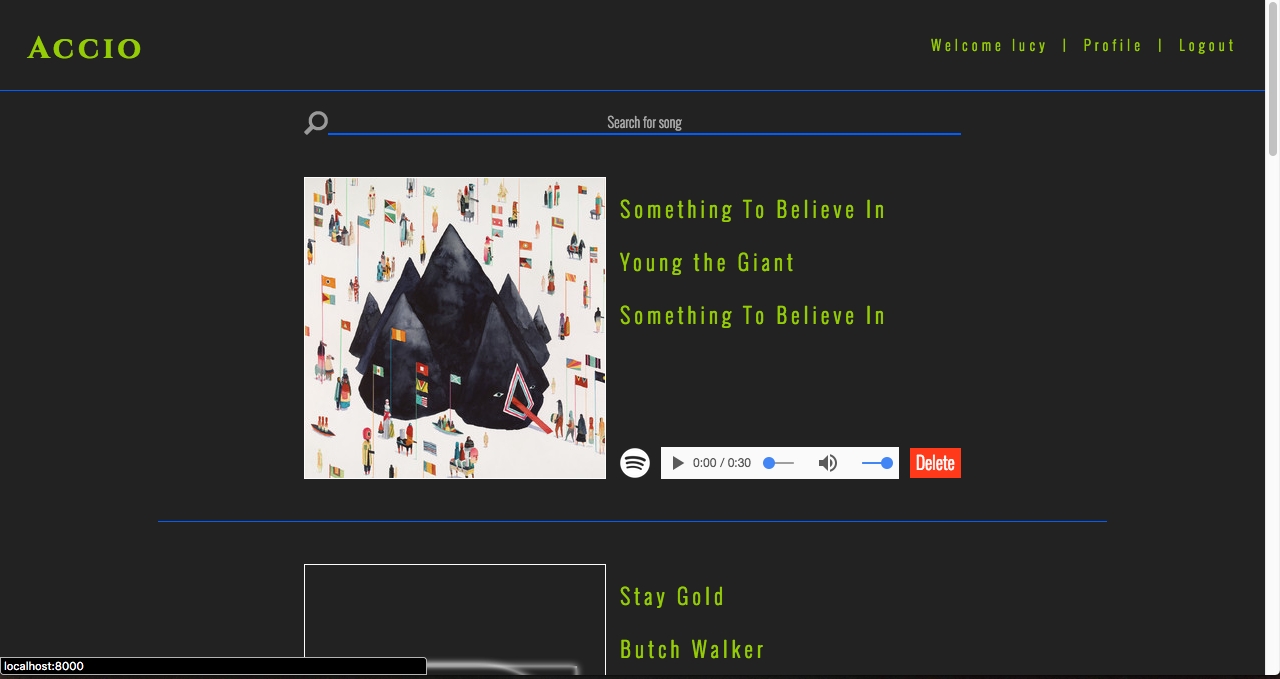 Accio
Welcome lucy | Profile | Logout
Search for song
Something To Believe In
Young the Giant
Something To Believe In
0:00 / 0:30
Delete
Stay Gold
Butch Walker
localhost:8000